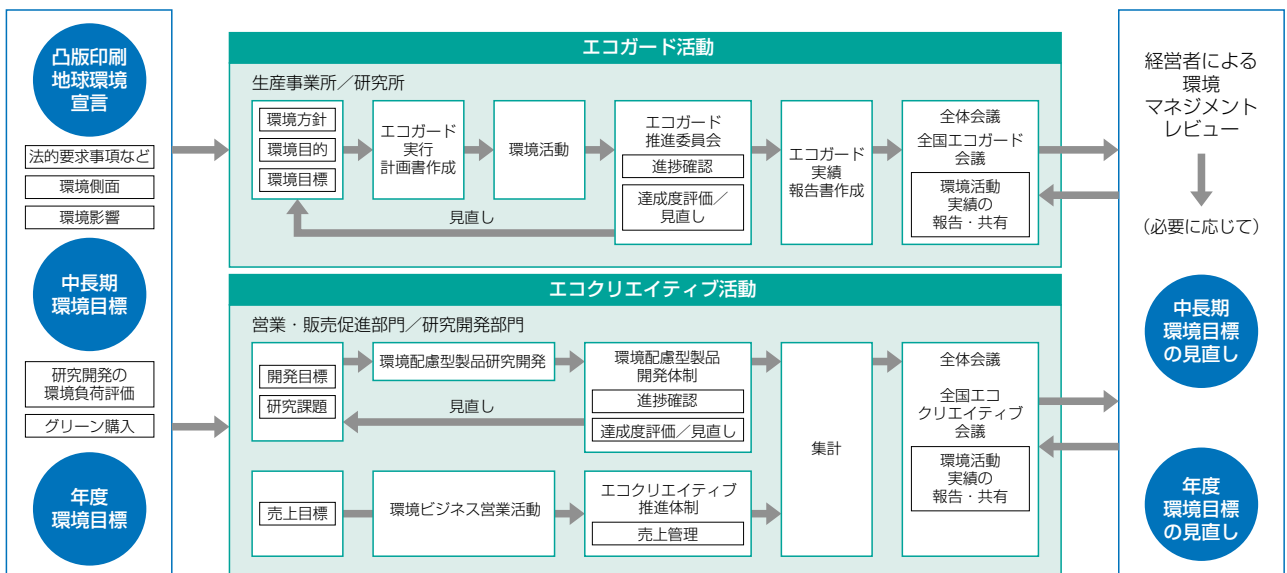 凸版印刷
地球環境
宣言
法的要求事項など
環境側面
環境影響
中長期
環境目標
研究開発の
環境負荷評価
グリーン購入
年度
環境目標
エコガード活動
生産事業所／研究所
環境方針
環境目的
環境目標
エコガード
実行
計画書作成
環境活動
エコガード
推進委員会
進捗確認
達成度評価／
見直し
見直し
エコガード
実績
報告書作成
全体会議
全国エコガード
会議
環境活動
実績の
報告・共有
エコクリエイティブ活動
営業・販売促進部門／研究開発部門
開発目標
研究課題
環境配慮型製品研究開発
見直し
環境配慮型製品
開発体制
進捗確認
達成度評価／見直し
売上目標
環境ビジネス営業活動
エコクリエイティブ
推進体制
売上管理
集計
全体会議
全国エコ
クリエイティブ
会議
環境活動
実績の
報告・共有
経営者による
環境
マネジメント
レビュー
（必要に応じて）
中長期
環境目標
の見直し
年度
環境目標
の見直し